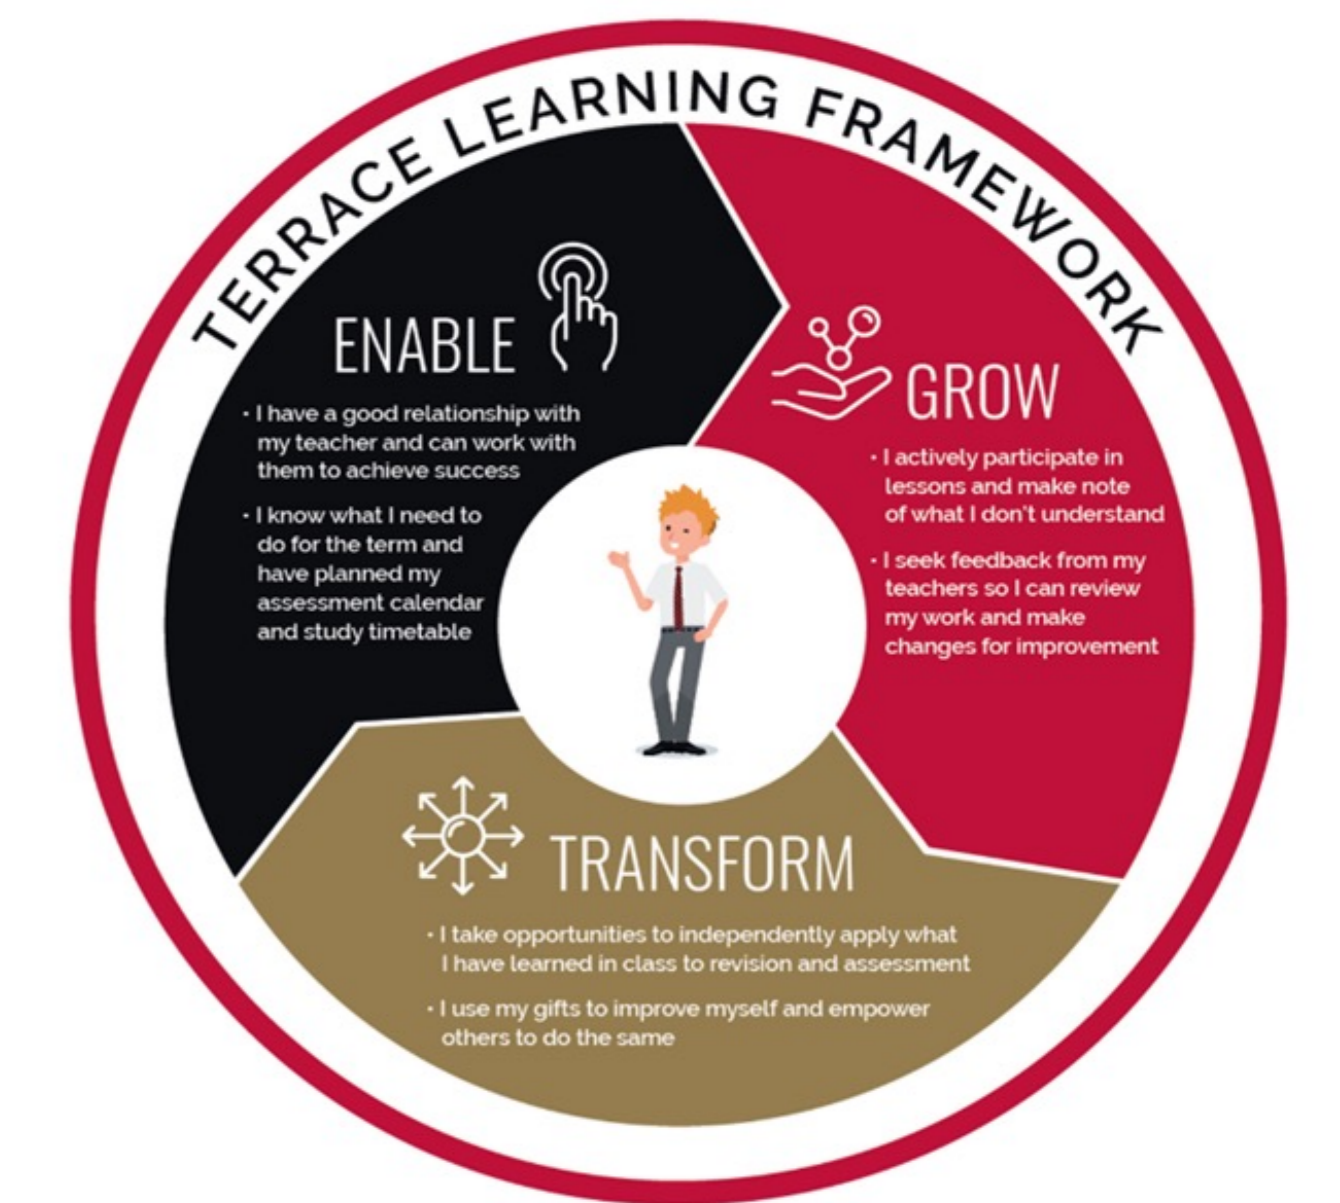 TERRACE LEARNING FRAMEWORK
ENABLE
• I have a good relationship with
my teacher and can work with
them to achieve success
• I know what I need to
do for the term and
have planned my
assessment calendar
and study timetable
GROW
• I actively participate in
lessons and make note
of what I don't understand
• I seek feedback from my
teachers so I can review
my work and make
changes for improvement
TRANSFORM
• I take opportunities to independently apply what
I have learned in class to revision and assessment
• I use my gifts to improve myself and empower
others to do the same